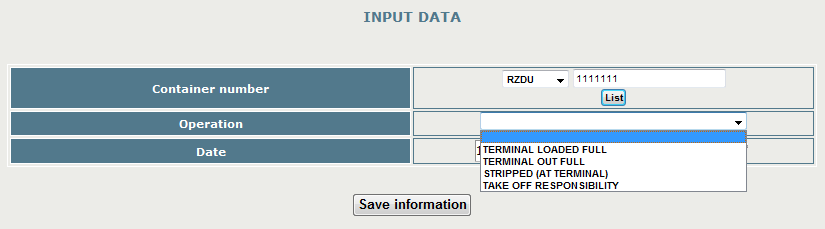 INPUT DATA
Container number
RZDU 1111111
List
Operation
TERMINAL LOADED FULL
TERMINAL OUT FULL
STRIPPED (AT TERMINAL)
TAKE OFF RESPONSIBILITY
Date
Save information